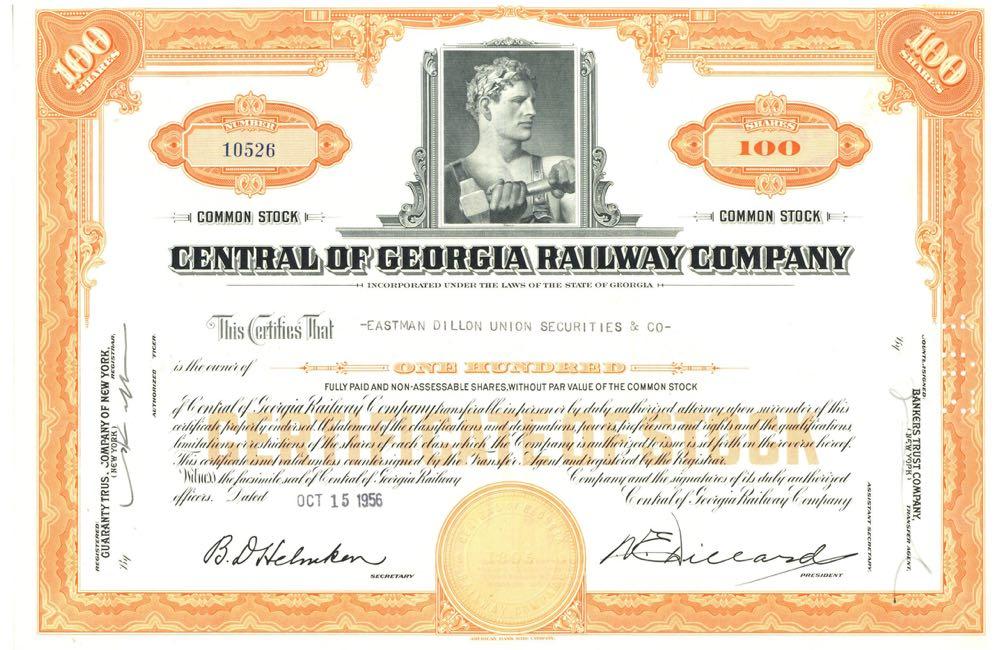 100 SHARES
100 SHARES
NUMBER
10526
SHARES
100
COMMON STOCK
COMMON STOCK
CENTRAL OF GEORGIA RAILWAY COMPANY
INCORPORATED UNDER THE LAWS OF THE STATE OF GEORGIA
This Certifies That -EASTMAN DILLON UNION SECURITIES & CO-
is the owner of ONE HUNDRED
FULLY PAID AND NON-ASSESSABLE SHARES, WITHOUT PAR VALUE OF THE COMMON STOCK
of Central of Georgia Railway Company transferable in person or by duly authorized attorney upon surrender of this
certificate properly endorsed. A statement of the classifications and designations, powers, preferences and rights and the qualifications,
limitations or restrictions of the shares of each class which the Company is authorized to issue is set forth on the reverse hereof.
This certificate is not valid unless countersigned by the Transfer Agent and registered by the Registrar.
Witness the facsimile seal of Central of Georgia Railway Company and the signatures of its duly authorized
officers. Dated OCT 15 1956 Central of Georgia Railway Company
CERTIFICATE OF STOCK
B. D. Helmken
SECRETARY
PRESIDENT
1895
REGISTERED:
GUARANTY TRUST COMPANY OF NEW YORK,
(NEW YORK) REGISTRAR,
By
AUTHORIZED OFFICER.
COUNTERSIGNED:
BANKERS TRUST COMPANY,
(NEW YORK) TRANSFER AGENT,
By
ASSISTANT SECRETARY.
AMERICAN BANK NOTE COMPANY.